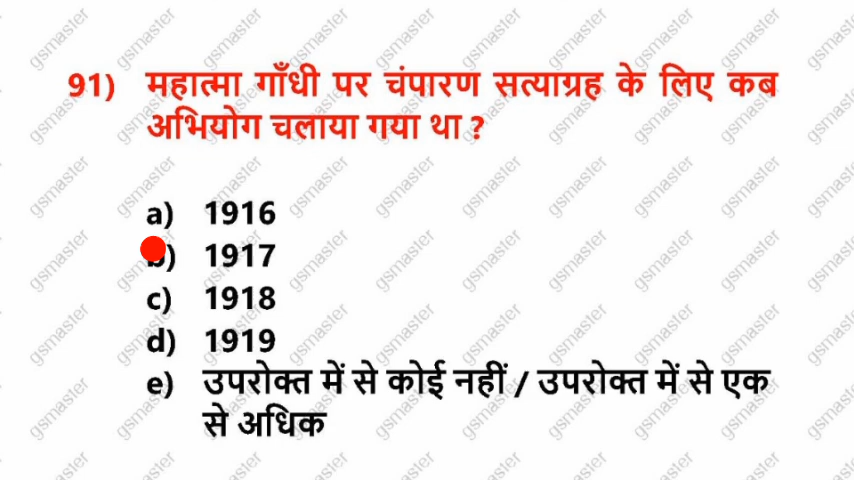 91) महात्मा गाँधी पर चंपारण सत्याग्रह के लिए कब
अभियोग चलाया गया था ?
a) 1916
b) 1917
c) 1918
d) 1919
e) उपरोक्त में से कोई नहीं / उपरोक्त में से एक
से अधिक
gsmaster